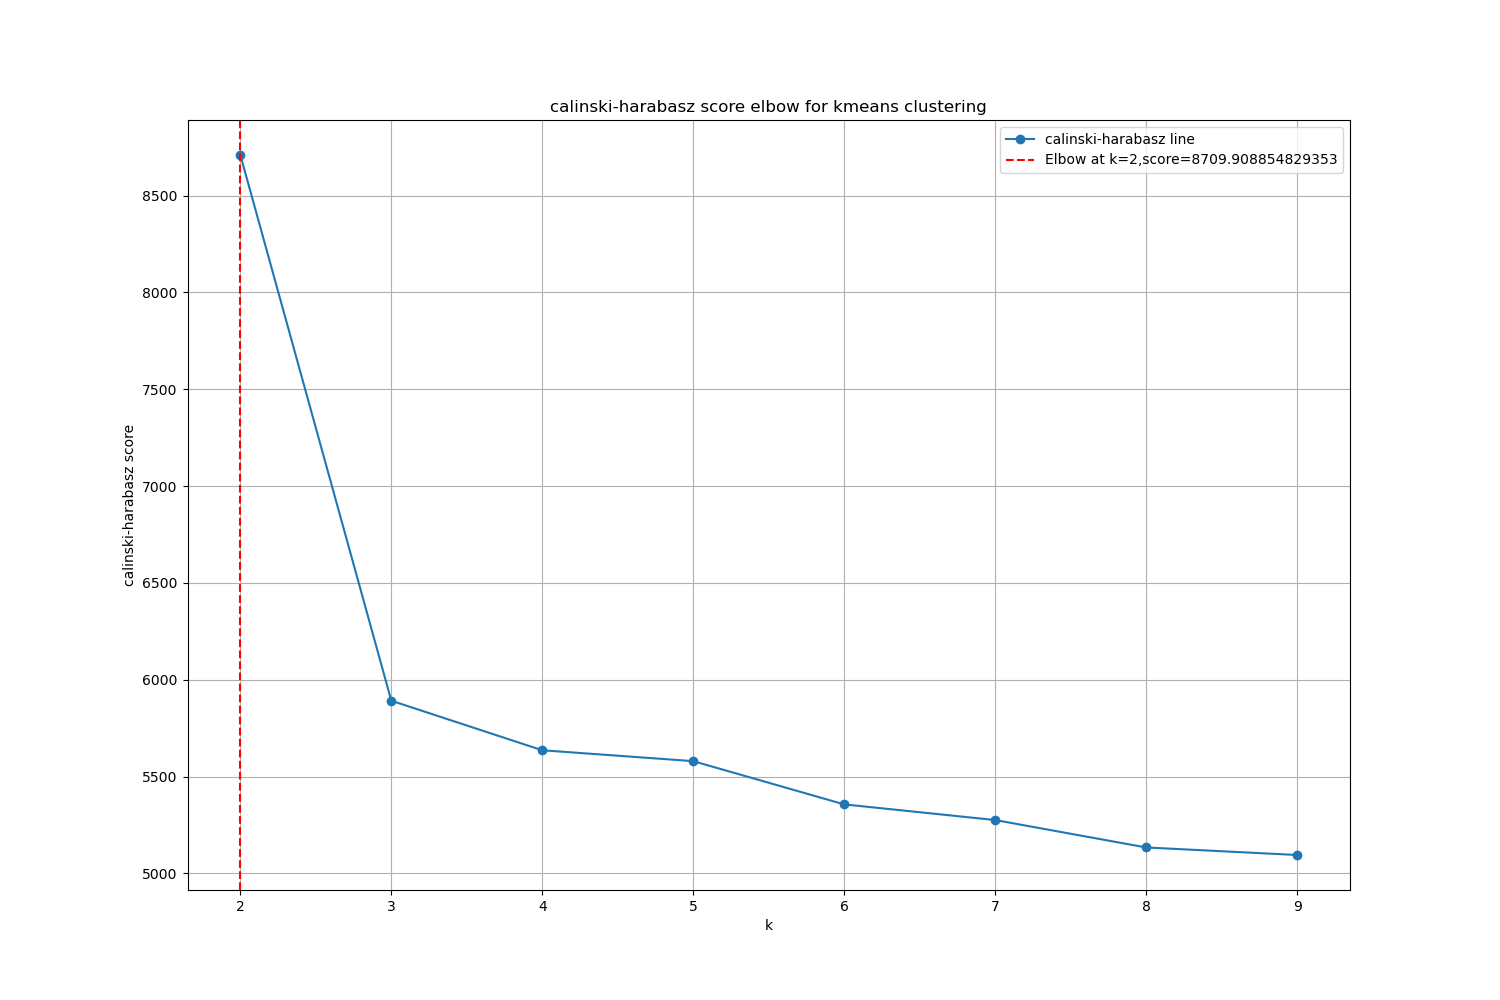 calinski-harabasz score elbow for kmeans clustering
calinski-harabasz line
Elbow at k=2,score=8709.908854829353
calinski-harabasz score
8500
8000
7500
7000
6500
6000
5500
5000
2 3 4 5 6 7 8 9
k